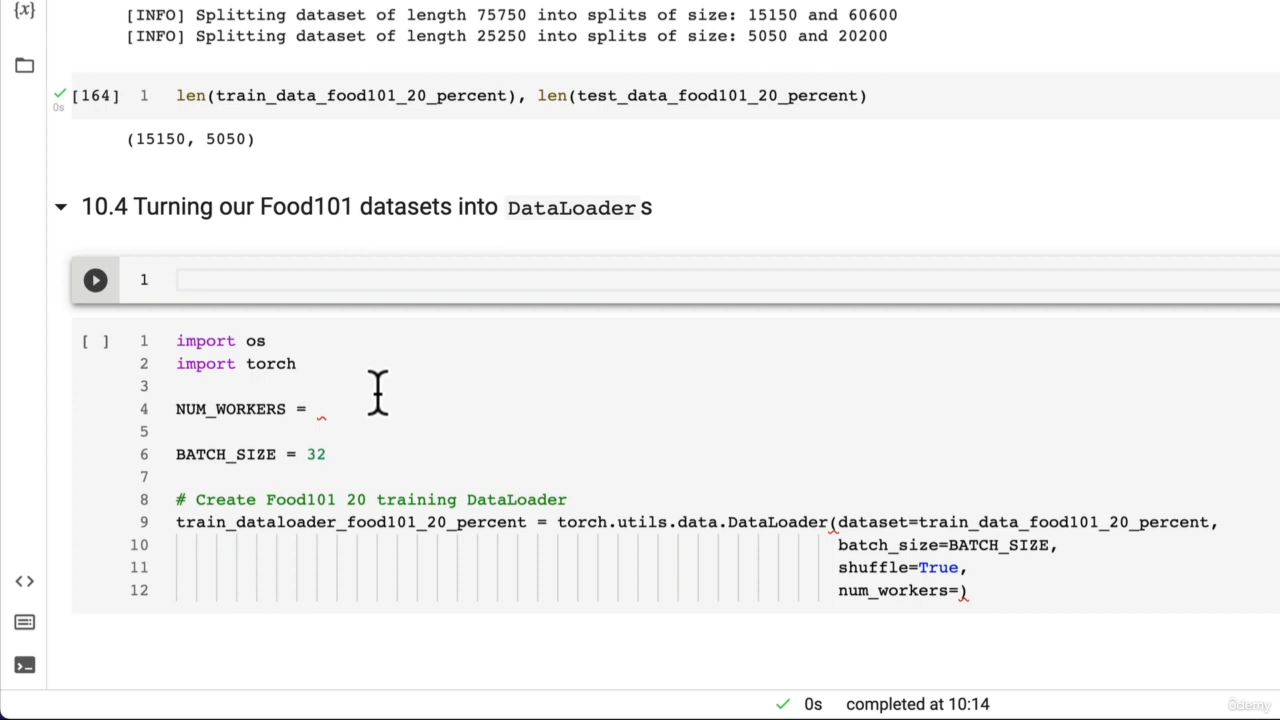 {x}
[INFO] Splitting dataset of length 75750 into splits of size: 15150 and 60600
[INFO] Splitting dataset of length 25250 into splits of size: 5050 and 20200
[164] 1 len(train_data_food101_20_percent), len(test_data_food101_20_percent)
0s
(15150, 5050)
10.4 Turning our Food101 datasets into DataLoaders
1
[ ] 1 import os
2 import torch
3
4 NUM_WORKERS =
5
6 BATCH_SIZE = 32
7
8 # Create Food101 20 training DataLoader
9 train_dataloader_food101_20_percent = torch.utils.data.DataLoader(dataset=train_data_food101_20_percent,
10 batch_size=BATCH_SIZE,
11 shuffle=True,
12 num_workers=)
0s completed at 10:14
ûdemy